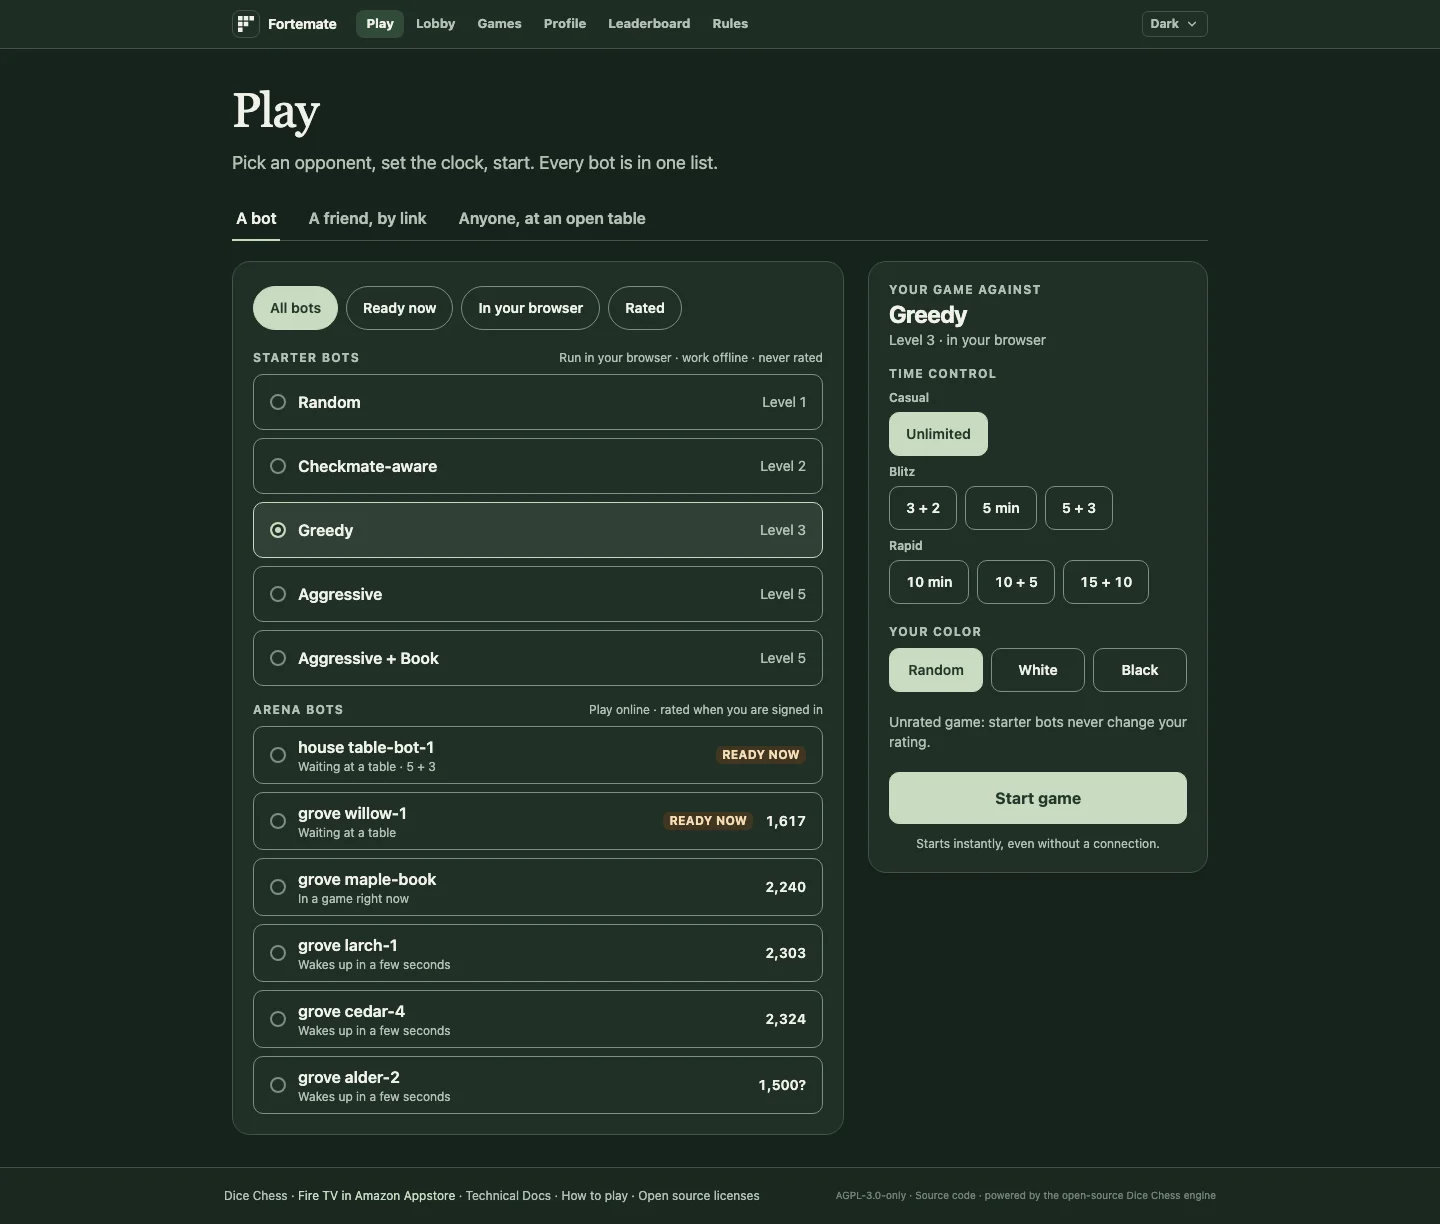 Fortemate
Play
Lobby
Games
Profile
Leaderboard
Rules
Dark
Play
Pick an opponent, set the clock, start. Every bot is in one list.
A bot
A friend, by link
Anyone, at an open table
All bots
Ready now
In your browser
Rated
STARTER BOTS
Run in your browser · work offline · never rated
Random
Level 1
Checkmate-aware
Level 2
Greedy
Level 3
Aggressive
Level 5
Aggressive + Book
Level 5
ARENA BOTS
Play online · rated when you are signed in
house table-bot-1
Waiting at a table · 5 + 3
READY NOW
grove willow-1
Waiting at a table
READY NOW
1,617
grove maple-book
In a game right now
2,240
grove larch-1
Wakes up in a few seconds
2,303
grove cedar-4
Wakes up in a few seconds
2,324
grove alder-2
Wakes up in a few seconds
1,500?
YOUR GAME AGAINST
Greedy
Level 3 · in your browser
TIME CONTROL
Casual
Unlimited
Blitz
3 + 2
5 min
5 + 3
Rapid
10 min
10 + 5
15 + 10
YOUR COLOR
Random
White
Black
Unrated game: starter bots never change your
rating.
Start game
Starts instantly, even without a connection.
Dice Chess · Fire TV in Amazon Appstore · Technical Docs · How to play · Open source licenses
AGPL-3.0-only · Source code · powered by the open-source Dice Chess engine